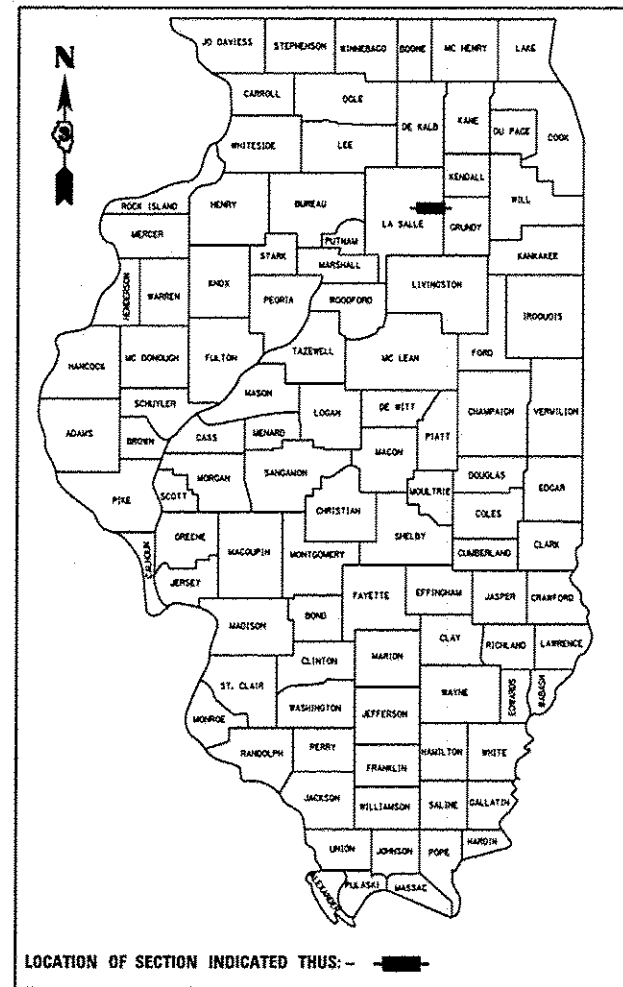 JO DAVIESS STEPHENSON WINNEBAGO BOONE MC HENRY LAKE
N
CARROLL OGLE DE KALB KANE DU PAGE COOK
WHITESIDE LEE
KENDALL WILL
ROCK ISLAND HENRY BUREAU LA SALLE GRUNDY
MERCER PUTNAM
STARK MARSHALL KANKAKEE
HENDERSON WARREN KNOX PEORIA WOODFORD LIVINGSTON IROQUOIS
HANCOCK MC DONOUGH FULTON TAZEWELL MC LEAN FORD
MASON
SCHUYLER LOGAN DE WITT CHAMPAIGN VERMILION
ADAMS BROWN CASS MENARD MACON PIATT
MORGAN SANGAMON DOUGLAS EDGAR
PIKE SCOTT CHRISTIAN MOULTRIE
COLES
GREENE SHELBY
CALHOUN MACOUPIN MONTGOMERY CUMBERLAND CLARK
JERSEY
FAYETTE EFFINGHAM JASPER CRAWFORD
MADISON BOND
CLAY RICHLAND LAWRENCE
CLINTON MARION
ST. CLAIR WAYNE EDWARDS WABASH
WASHINGTON JEFFERSON
MONROE
RANDOLPH PERRY HAMILTON WHITE
FRANKLIN
JACKSON WILLIAMSON SALINE GALLATIN
UNION JOHNSON POPE HARDIN
ALEXANDER PULASKI MASSAC
LOCATION OF SECTION INDICATED THUS: -